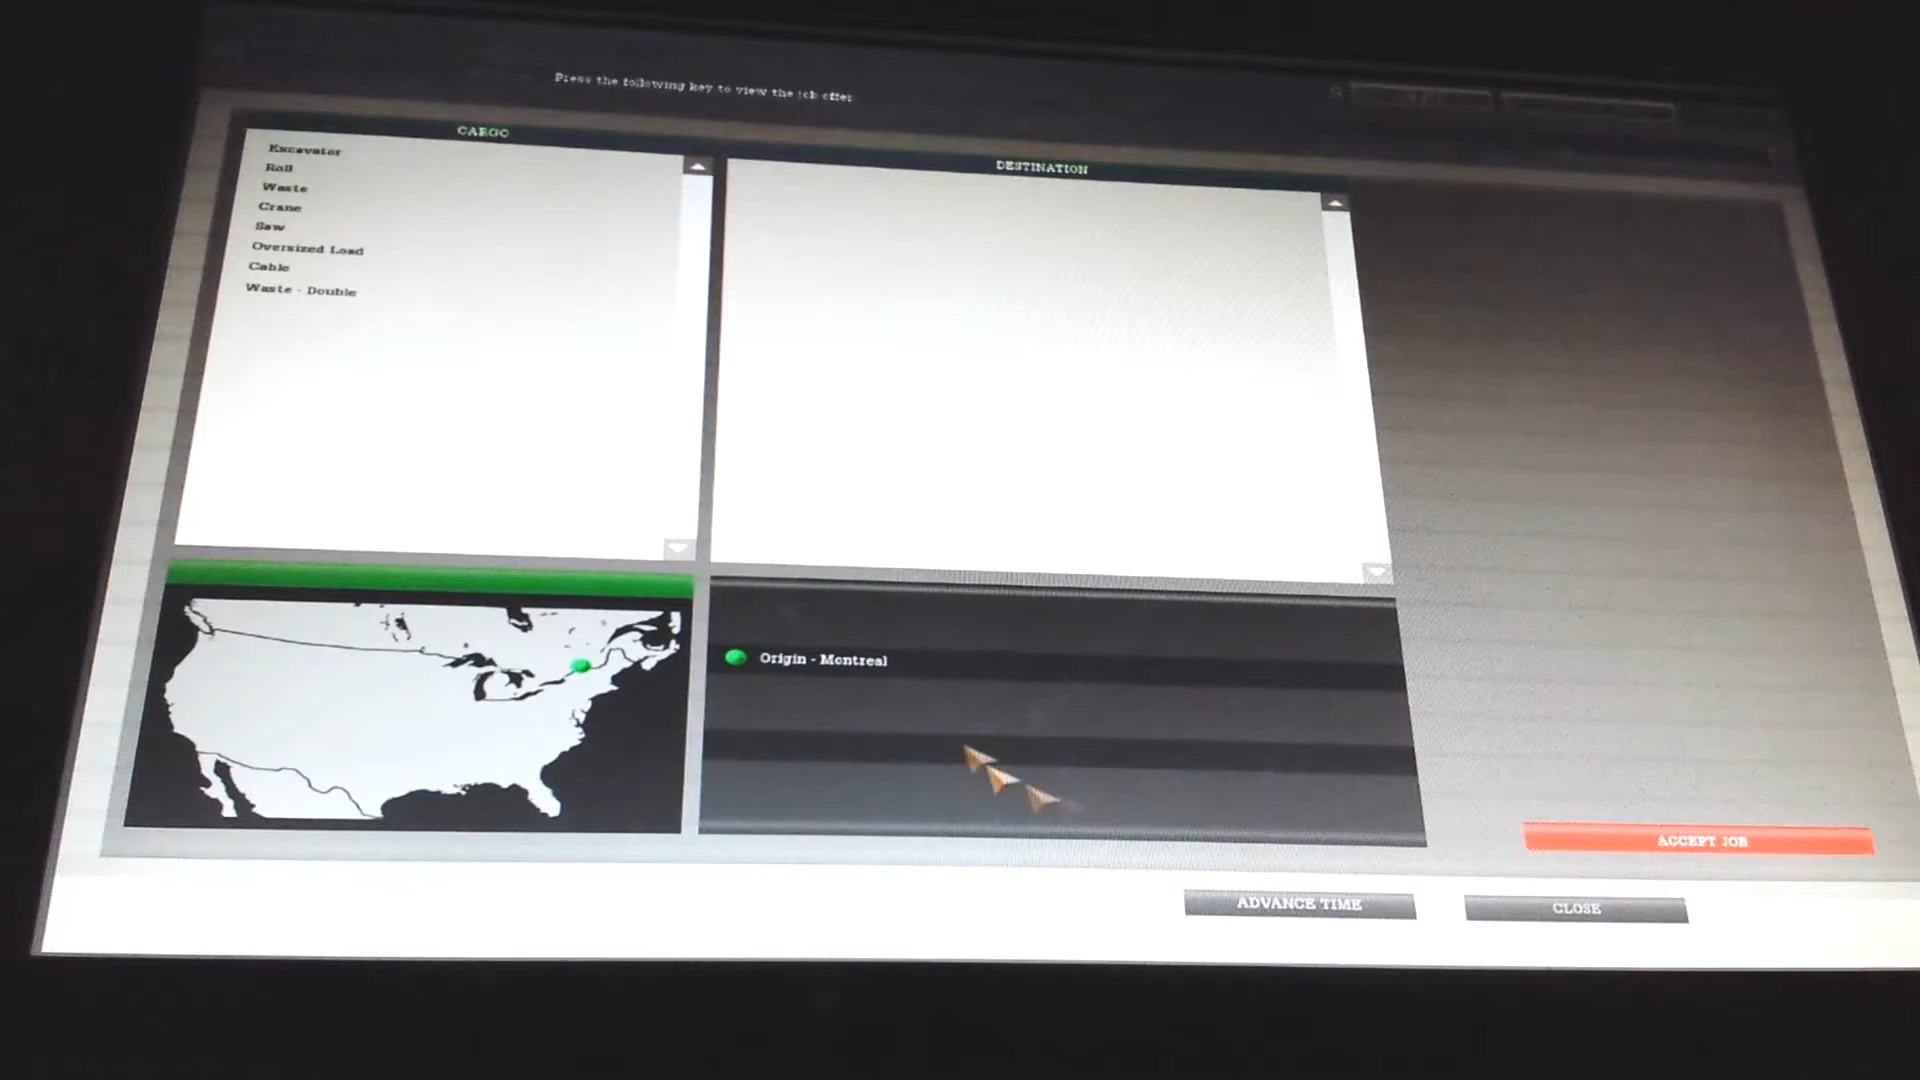 Press the following key to view the job offer
CARGO
Excavator
Roll
Waste
Crane
Saw
Oversized Load
Cable
Waste - Double
DESTINATION
Origin - Montreal
ACCEPT JOB
ADVANCE TIME
CLOSE